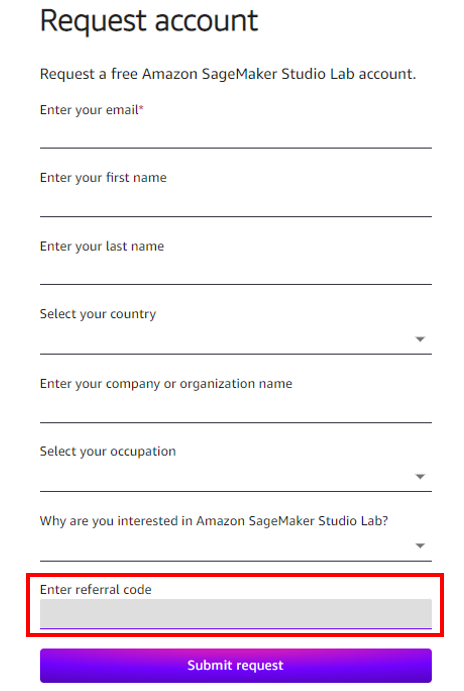 Request account
Request a free Amazon SageMaker Studio Lab account.
Enter your email*
Enter your first name
Enter your last name
Select your country
Enter your company or organization name
Select your occupation
Why are you interested in Amazon SageMaker Studio Lab?
Enter referral code
Submit request